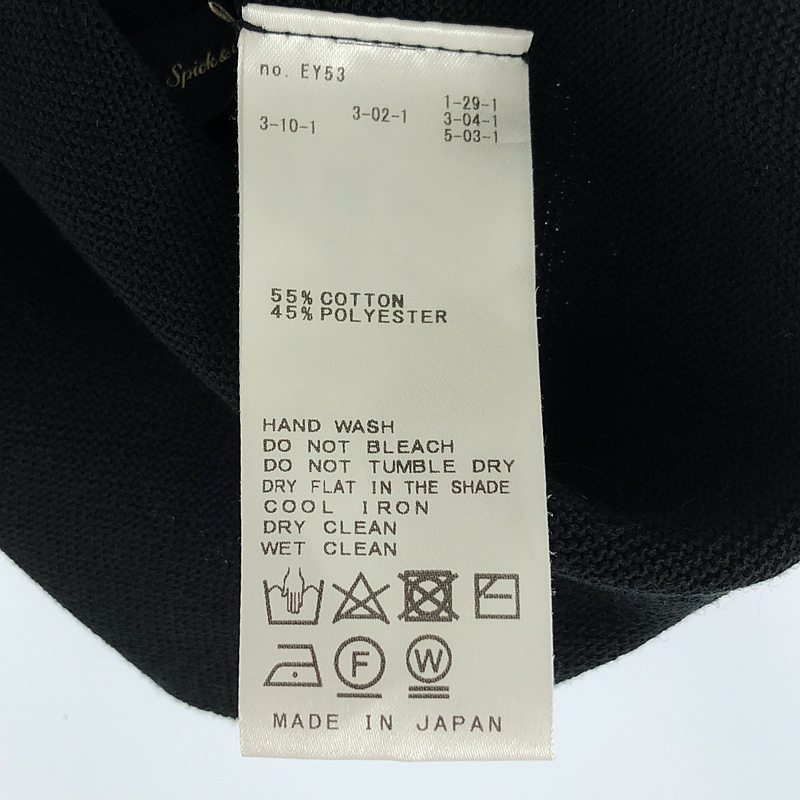 Spick&
no. EY53
1-29-1
3-10-1 3-02-1 3-04-1
5-03-1
55% COTTON
45% POLYESTER
HAND WASH
DO NOT BLEACH
DO NOT TUMBLE DRY
DRY FLAT IN THE SHADE
COOL IRON
DRY CLEAN
WET CLEAN
F W
MADE IN JAPAN